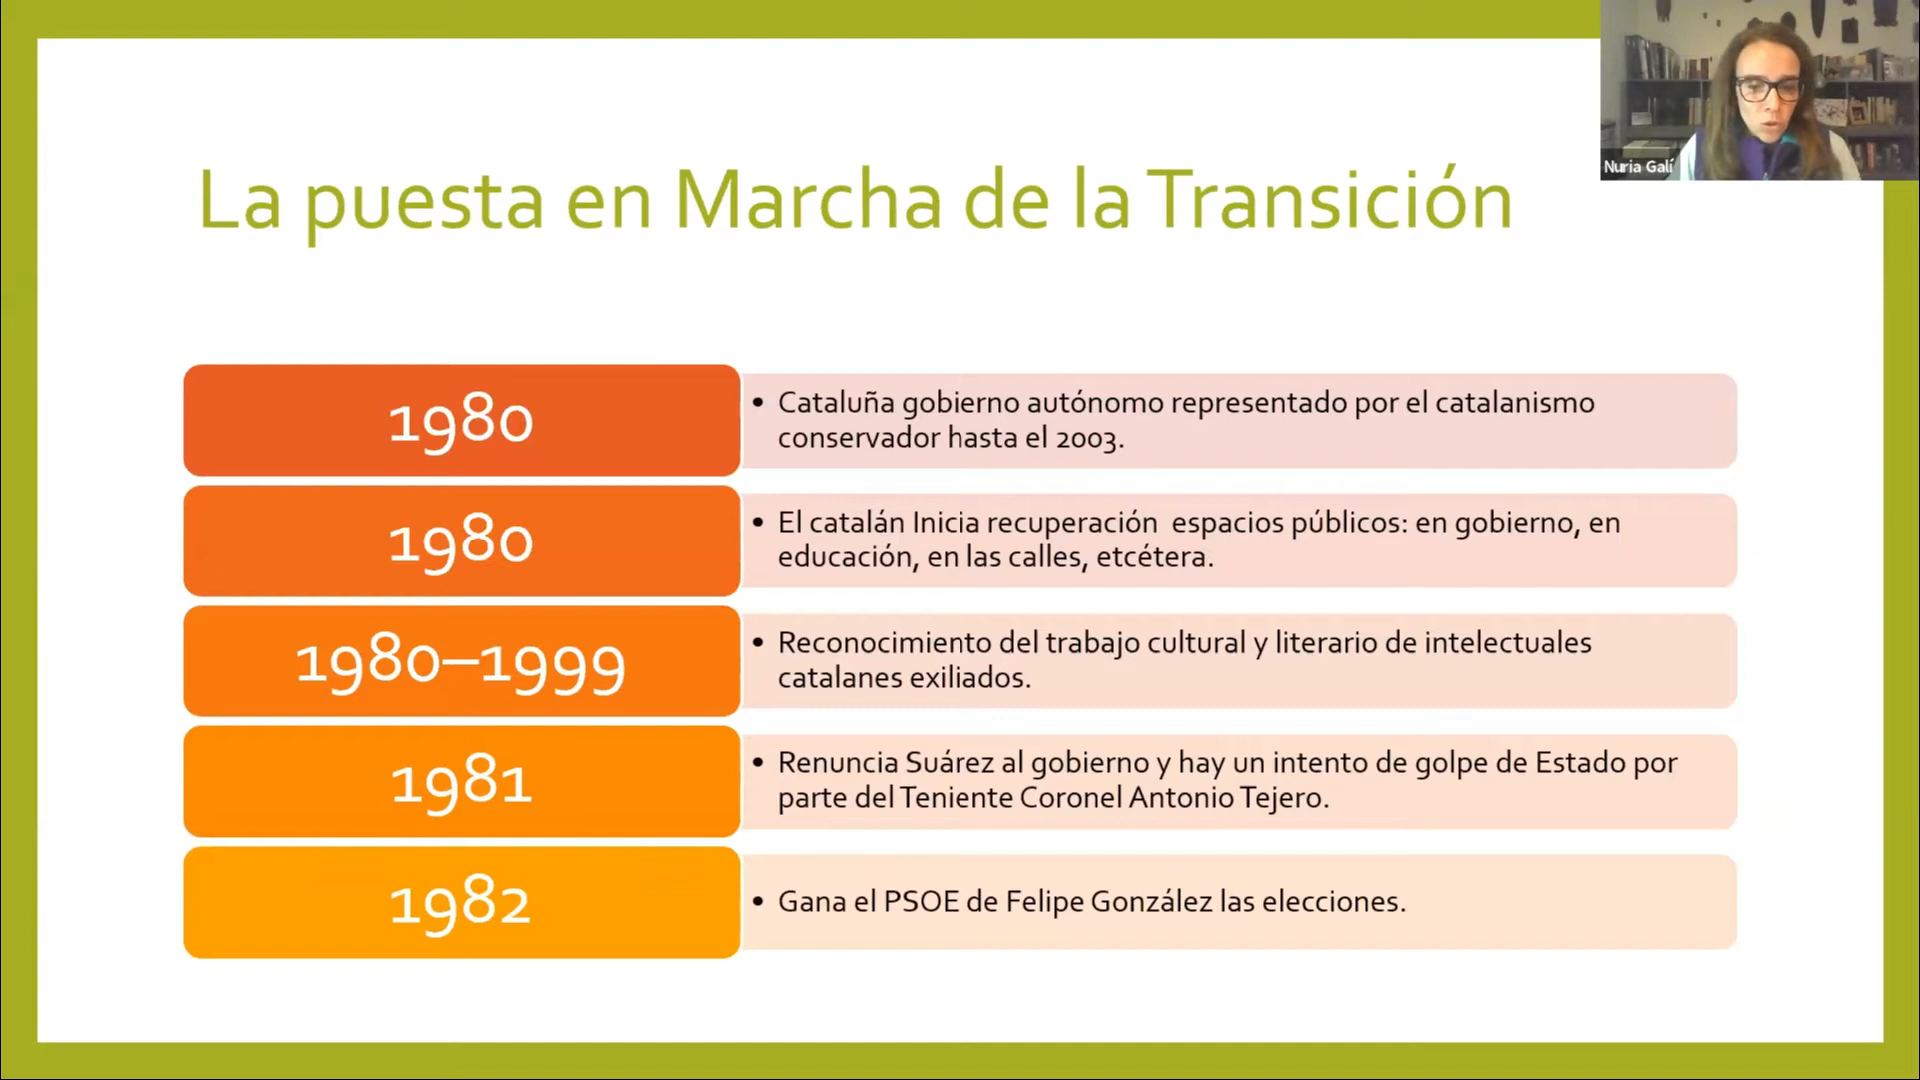 Nuria Galí
La puesta en Marcha de la Transición
1980
• Cataluña gobierno autónomo representado por el catalanismo
conservador hasta el 2003.
1980
• El catalán Inicia recuperación  espacios públicos: en gobierno, en
educación, en las calles, etcétera.
1980–1999
• Reconocimiento del trabajo cultural y literario de intelectuales
catalanes exiliados.
1981
• Renuncia Suárez al gobierno y hay un intento de golpe de Estado por
parte del Teniente Coronel Antonio Tejero.
1982
• Gana el PSOE de Felipe González las elecciones.